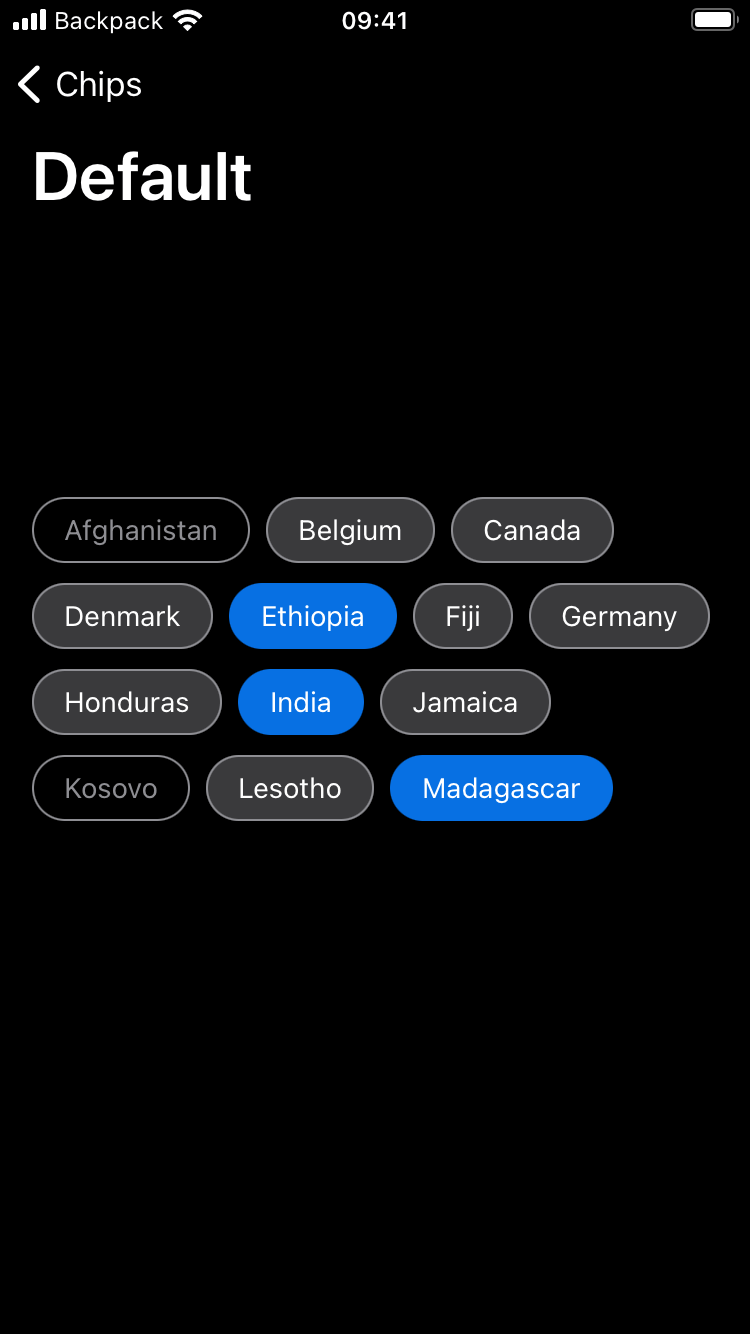 Backpack 09:41
Chips
Default
Afghanistan Belgium Canada
Denmark Ethiopia Fiji Germany
Honduras India Jamaica
Kosovo Lesotho Madagascar